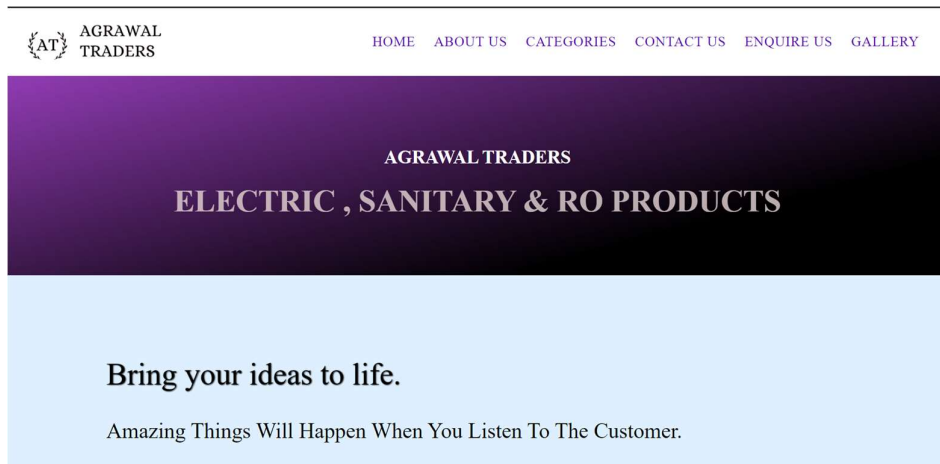 AT
AGRAWAL
TRADERS
HOME ABOUT US CATEGORIES CONTACT US ENQUIRE US GALLERY
AGRAWAL TRADERS
ELECTRIC , SANITARY & RO PRODUCTS
Bring your ideas to life.
Amazing Things Will Happen When You Listen To The Customer.